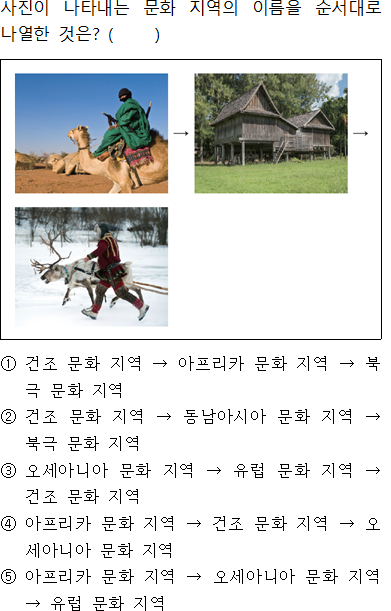 사진이 나타내는 문화 지역의 이름을 순서대로
나열한 것은? (    )
→ →
① 건조 문화 지역 → 아프리카 문화 지역 → 북
극 문화 지역
② 건조 문화 지역 → 동남아시아 문화 지역 →
북극 문화 지역
③ 오세아니아 문화 지역 → 유럽 문화 지역 →
건조 문화 지역
④ 아프리카 문화 지역 → 건조 문화 지역 → 오
세아니아 문화 지역
⑤ 아프리카 문화 지역 → 오세아니아 문화 지역
→ 유럽 문화 지역